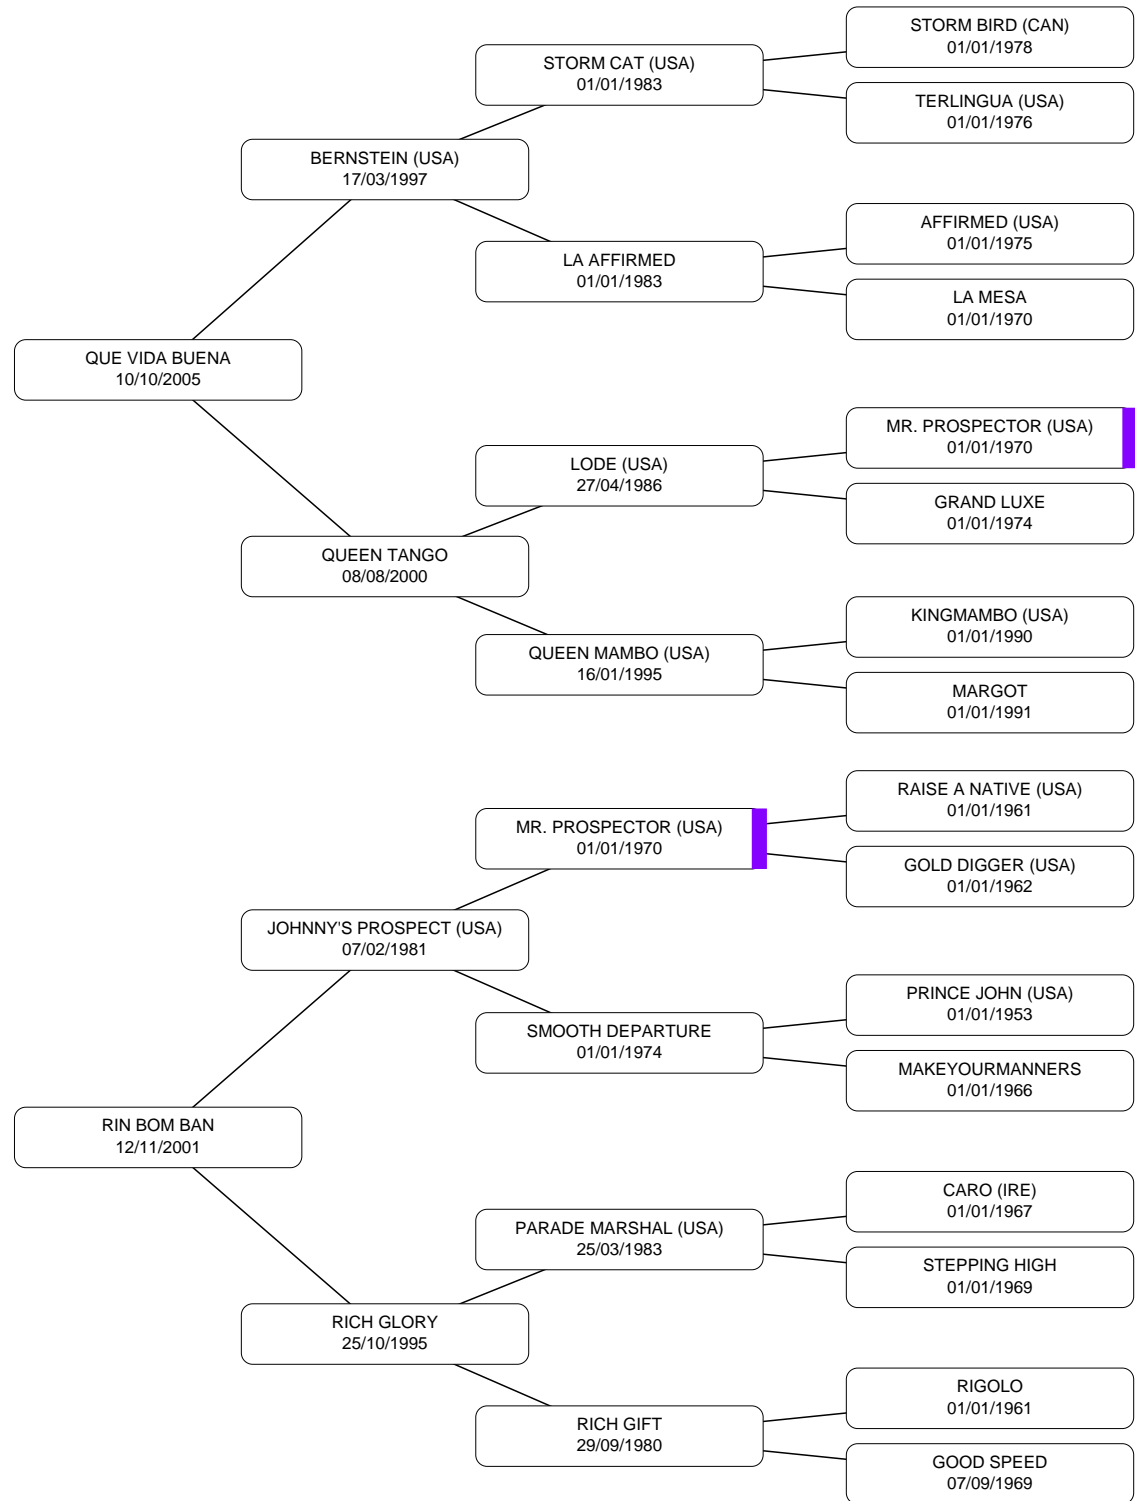 STORM BIRD (CAN)
01/01/1978
STORM CAT (USA)
01/01/1983
TERLINGUA (USA)
01/01/1976
BERNSTEIN (USA)
17/03/1997
AFFIRMED (USA)
01/01/1975
LA AFFIRMED
01/01/1983
LA MESA
01/01/1970
QUE VIDA BUENA
10/10/2005
MR. PROSPECTOR (USA)
01/01/1970
LODE (USA)
27/04/1986
GRAND LUXE
01/01/1974
QUEEN TANGO
08/08/2000
KINGMAMBO (USA)
01/01/1990
QUEEN MAMBO (USA)
16/01/1995
MARGOT
01/01/1991
RAISE A NATIVE (USA)
01/01/1961
MR. PROSPECTOR (USA)
01/01/1970
GOLD DIGGER (USA)
01/01/1962
JOHNNY'S PROSPECT (USA)
07/02/1981
PRINCE JOHN (USA)
01/01/1953
SMOOTH DEPARTURE
01/01/1974
MAKEYOURMANNERS
01/01/1966
RIN BOM BAN
12/11/2001
CARO (IRE)
01/01/1967
PARADE MARSHAL (USA)
25/03/1983
STEPPING HIGH
01/01/1969
RICH GLORY
25/10/1995
RIGOLO
01/01/1961
RICH GIFT
29/09/1980
GOOD SPEED
07/09/1969